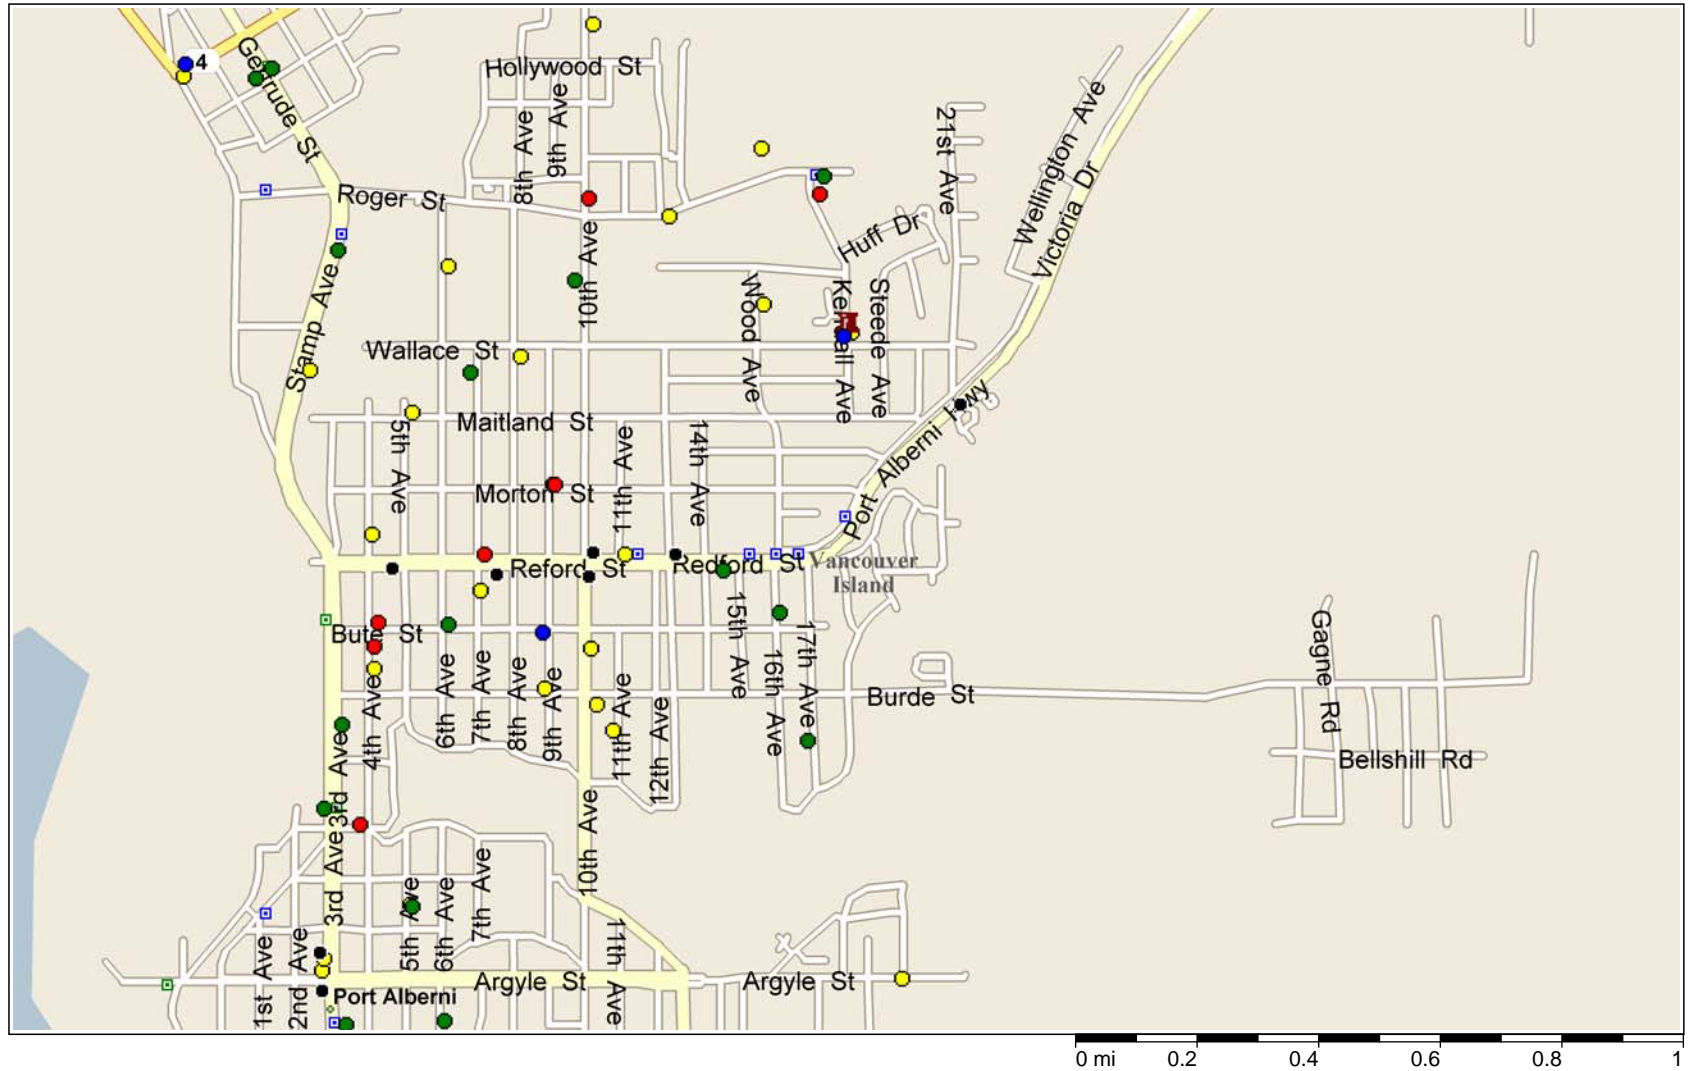 4
Gertrude St
Hollywood St
8th Ave
9th Ave
21st Ave
Wellington Ave
Victoria Dr
Roger St
Huff Dr
10th Ave
Stamp Ave
Wood Ave
Kendall Ave
Steede Ave
Wallace St
Maitland St
5th Ave
11th Ave
14th Ave
Port Alberni Hwy
Morton St
Reford St
Redford St
Vancouver
Island
Bute St
15th Ave
16th Ave
17th Ave
Gagne Rd
4th Ave
6th Ave
7th Ave
8th Ave
9th Ave
11th Ave
12th Ave
Burde St
3rd Ave
Bellshill Rd
3rd Ave
10th Ave
5th Ave
6th Ave
7th Ave
1st Ave
2nd Ave
11th Ave
Argyle St
Argyle St
Port Alberni
0 mi 0.2 0.4 0.6 0.8 1